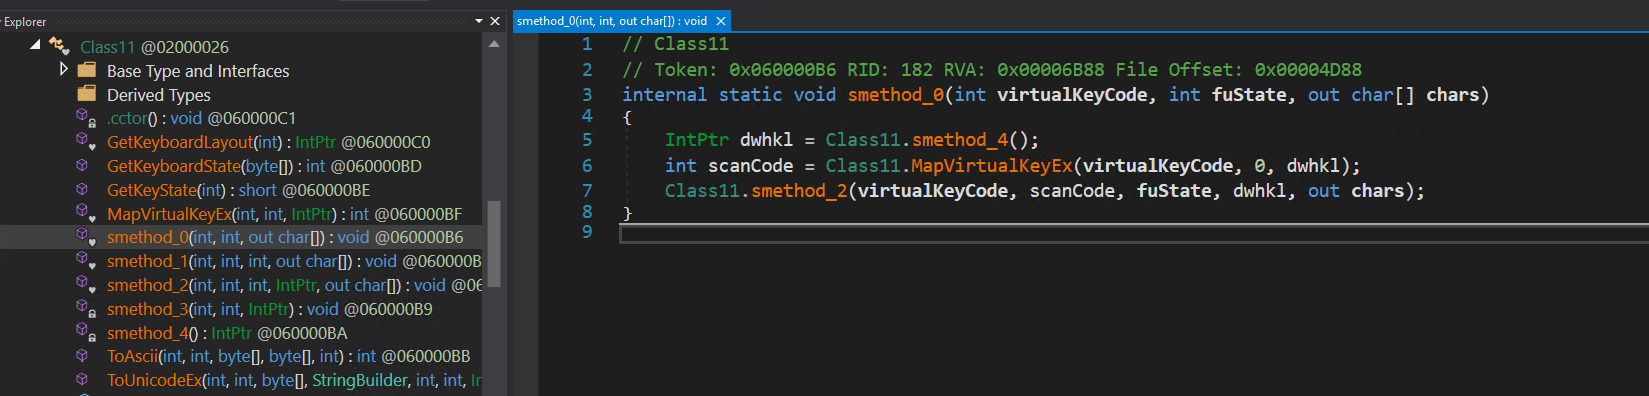 Explorer
Class11 @02000026
Base Type and Interfaces
Derived Types
.cctor() : void @060000C1
GetKeyboardLayout(int) : IntPtr @060000C0
GetKeyboardState(byte[]) : int @060000BD
GetKeyState(int) : short @060000BE
MapVirtualKeyEx(int, int, IntPtr) : int @060000BF
smethod_0(int, int, out char[]) : void @060000B6
smethod_1(int, int, int, out char[]) : void @060000B
smethod_2(int, int, int, IntPtr, out char[]) : void @06
smethod_3(int, int, IntPtr) : void @060000B9
smethod_4() : IntPtr @060000BA
ToAscii(int, int, byte[], byte[], int) : int @060000BB
ToUnicodeEx(int, int, byte[], StringBuilder, int, int, In
smethod_0(int, int, out char[]) : void
1 // Class11
2 // Token: 0x060000B6 RID: 182 RVA: 0x00006B88 File Offset: 0x00004D88
3 internal static void smethod_0(int virtualKeyCode, int fuState, out char[] chars)
4 {
5 IntPtr dwhkl = Class11.smethod_4();
6 int scanCode = Class11.MapVirtualKeyEx(virtualKeyCode, 0, dwhkl);
7 Class11.smethod_2(virtualKeyCode, scanCode, fuState, dwhkl, out chars);
8 }
9